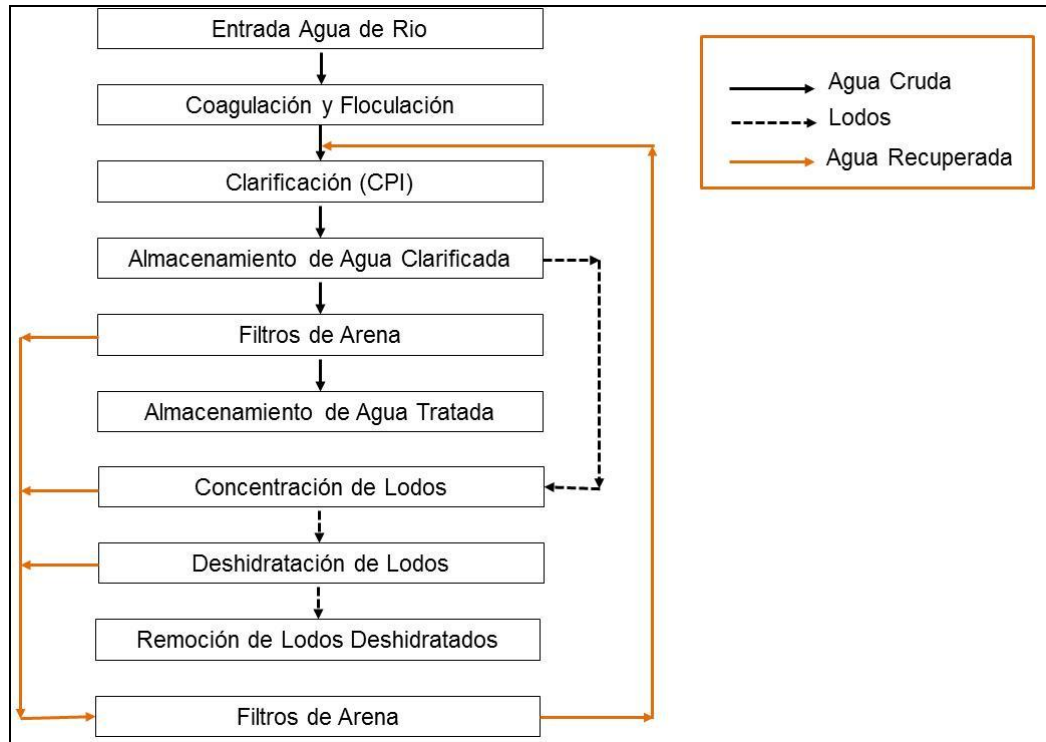 Entrada Agua de Rio
Coagulación y Floculación
Clarificación (CPI)
Almacenamiento de Agua Clarificada
Filtros de Arena
Almacenamiento de Agua Tratada
Concentración de Lodos
Deshidratación de Lodos
Remoción de Lodos Deshidratados
Filtros de Arena
Agua Cruda
Lodos
Agua Recuperada